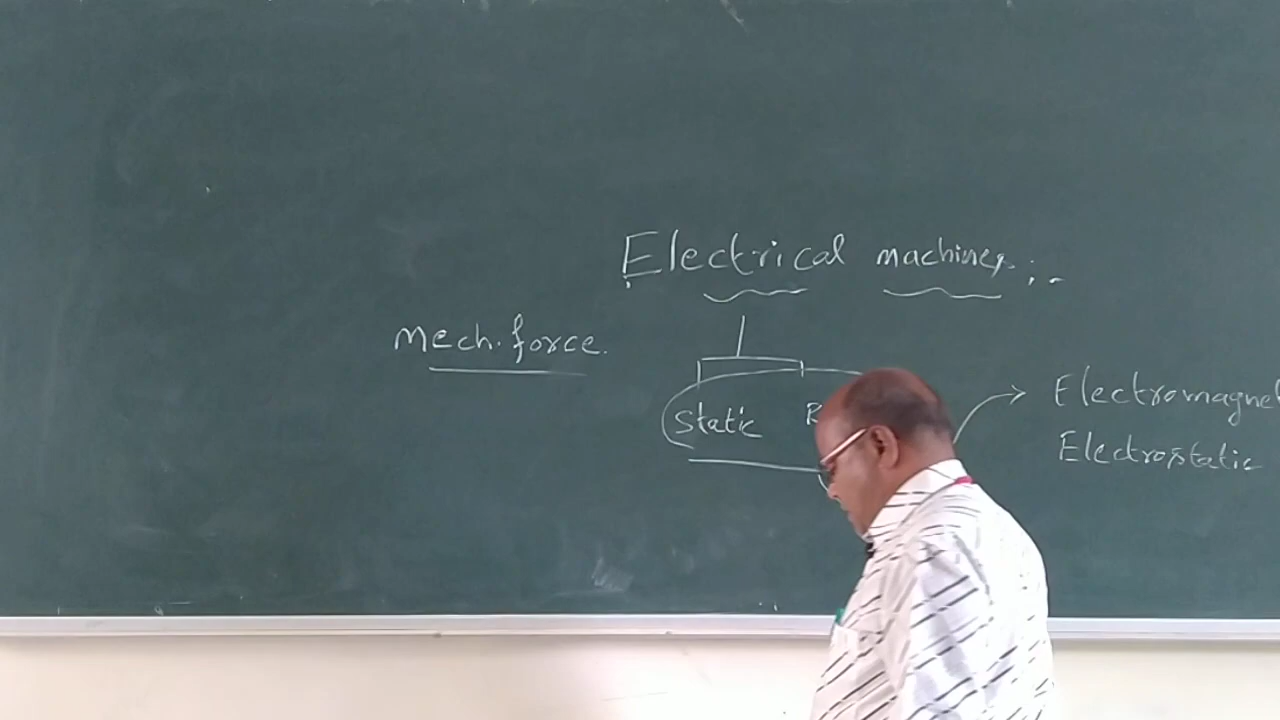 Electrical machines :-
Mech. force.
Static
Electromagnet
Electrostatic